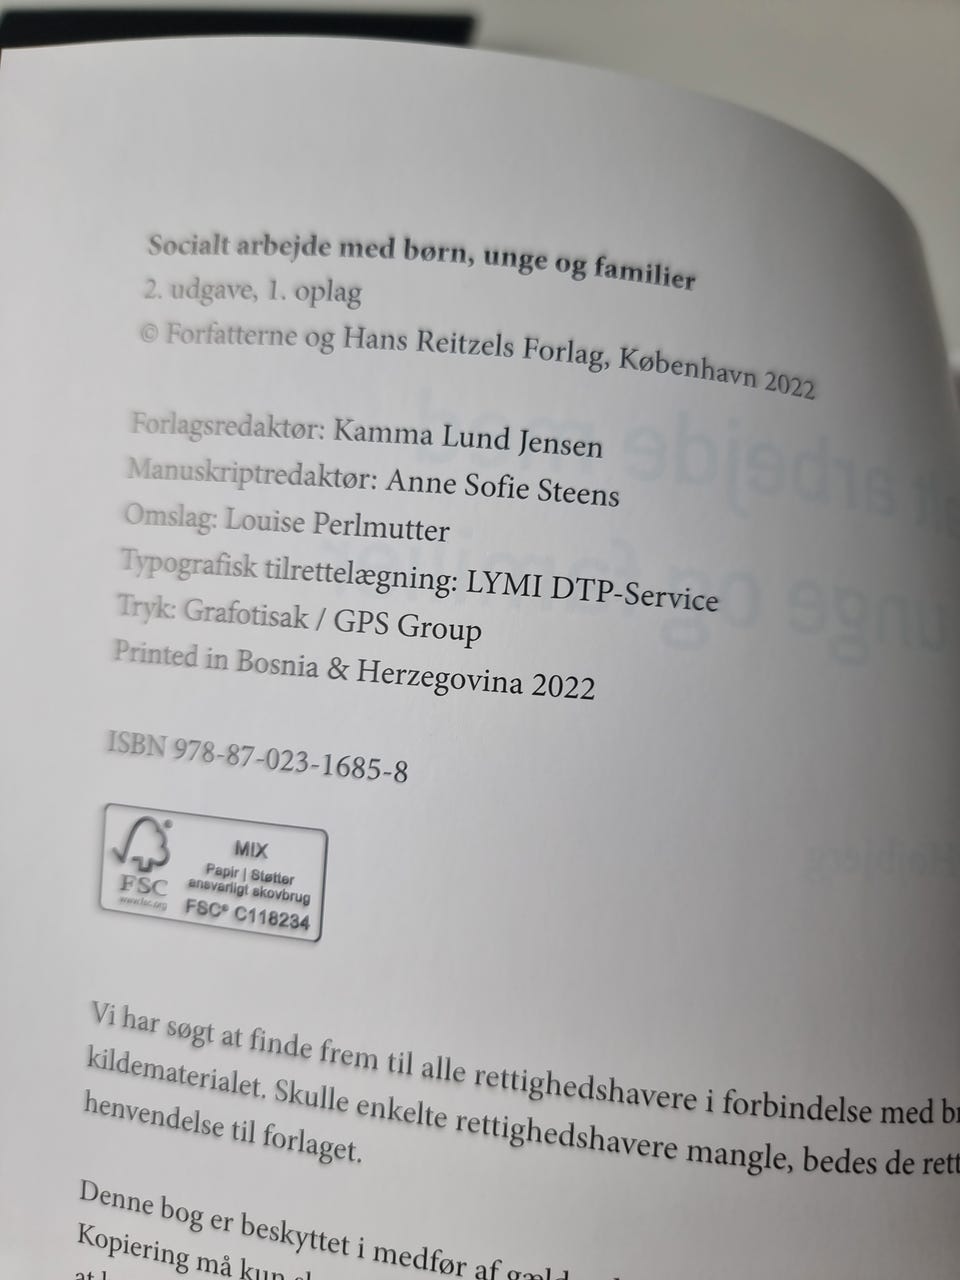 Socialt arbejde med børn, unge og familier
2. udgave, 1. oplag
© Forfatterne og Hans Reitzels Forlag, København 2022
Forlagsredaktør: Kamma Lund Jensen
Manuskriptredaktør: Anne Sofie Steens
Omslag: Louise Perlmutter
Typografisk tilrettelægning: LYMI DTP-Service
Tryk: Grafotisak / GPS Group
Printed in Bosnia & Herzegovina 2022
ISBN 978-87-023-1685-8
FSC
www.fsc.org
MIX
Papir | Støtter
ansvarligt skovbrug
FSC® C118234
Vi har søgt at finde frem til alle rettighedshavere i forbindelse med
kildematerialet. Skulle enkelte rettighedshavere mangle, bedes de
henvendelse til forlaget.
Denne bog er beskyttet i medfør af
Kopiering må kun